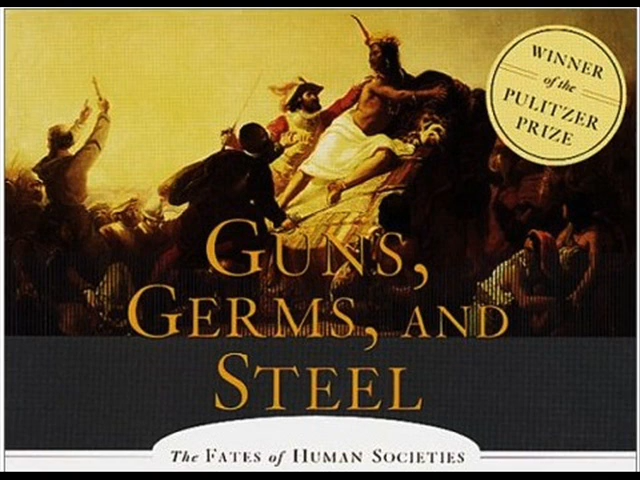 WINNER
of the
PULITZER
PRIZE
GUNS,
GERMS, AND
STEEL
The FATES of HUMAN SOCIETIES